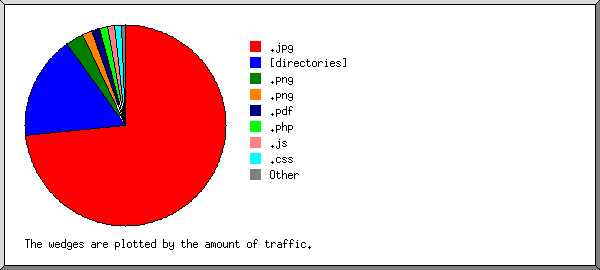 .jpg
[directories]
.png
.png
.pdf
.php
.js
.css
Other
The wedges are plotted by the amount of traffic.